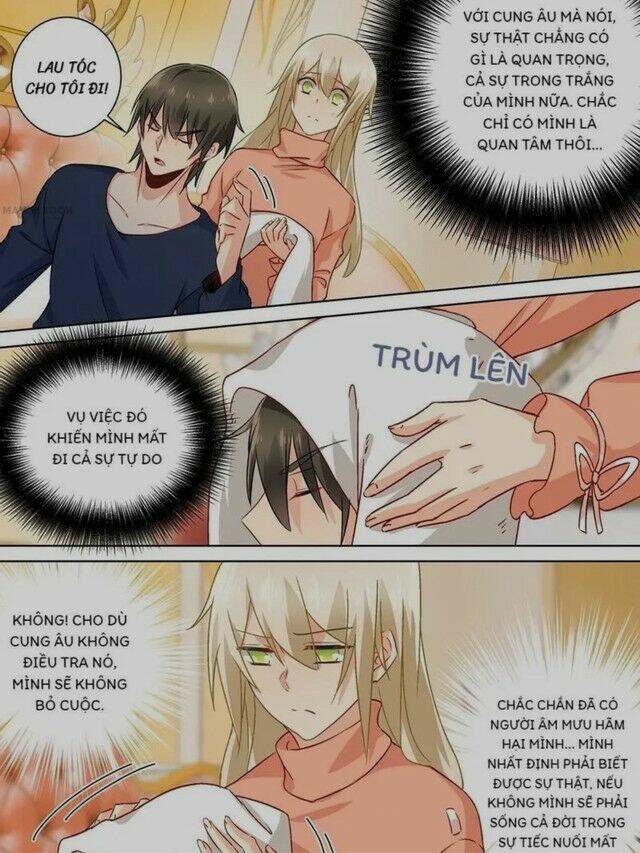 LAU TÓC
CHO TÔI ĐI!
VỚI CUNG ÂU MÀ NÓI,
SỰ THẬT CHẲNG CÓ
GÌ LÀ QUAN TRỌNG,
CẢ SỰ TRONG TRẮNG
CỦA MÌNH NỮA. CHẮC
CHỈ CÓ MÌNH LÀ
QUAN TÂM THÔI...
TRÙM LÊN
VỤ VIỆC ĐÓ
KHIẾN MÌNH MẤT
ĐI CẢ SỰ TỰ DO
KHÔNG! CHO DÙ
CUNG ÂU KHÔNG
ĐIỀU TRA NÓ,
MÌNH SẼ KHÔNG
BỎ CUỘC.
CHẮC CHẮN ĐÃ CÓ
NGƯỜI ÂM MƯU HÃM
HẠI MÌNH... MÌNH
NHẤT ĐỊNH PHẢI BIẾT
ĐƯỢC SỰ THẬT, NẾU
KHÔNG MÌNH SẼ PHẢI
SỐNG CẢ ĐỜI TRONG
SỰ TIẾC NUỐI MẤT